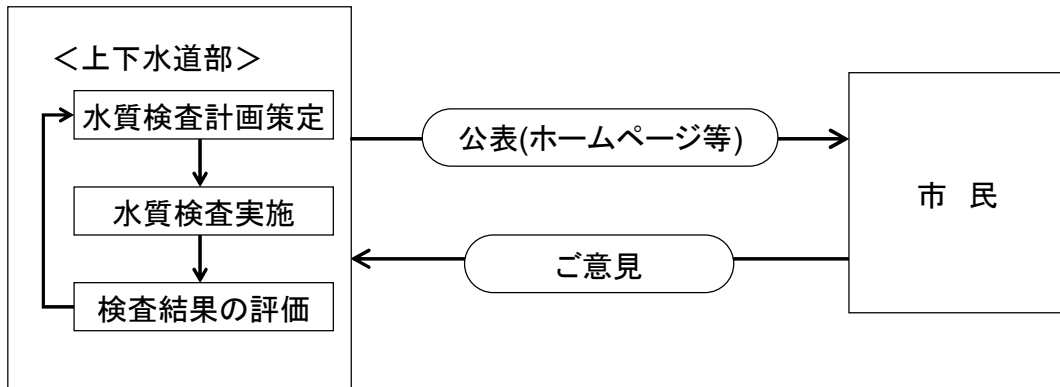 ＜上下水道部＞
水質検査計画策定
水質検査実施
検査結果の評価
公表(ホームページ等)
ご意見
市　民